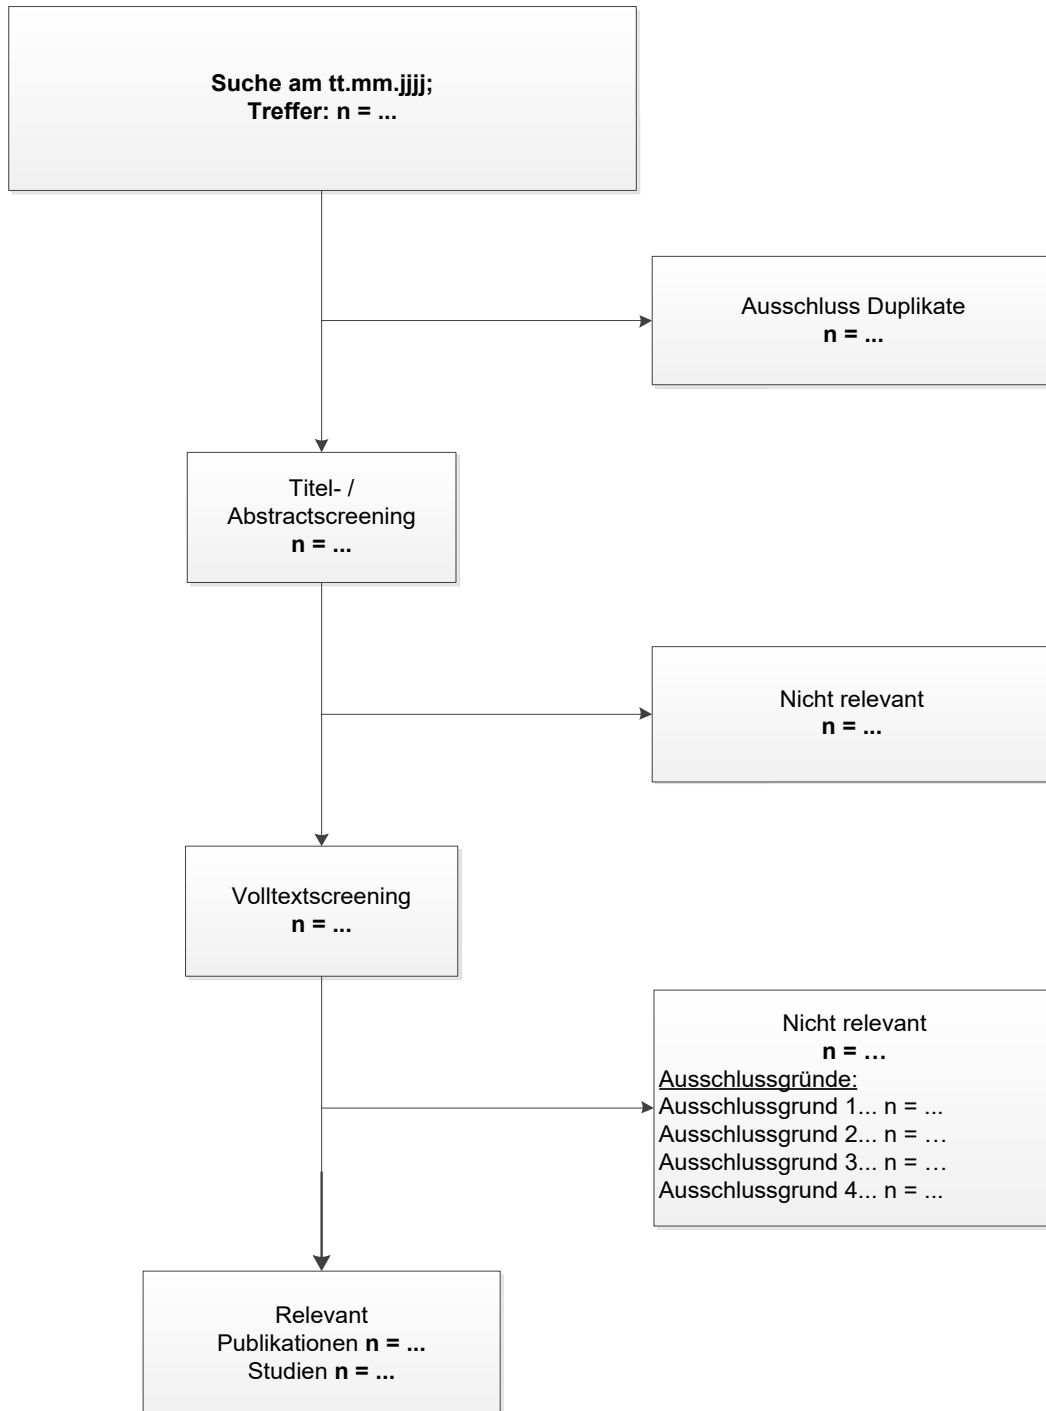 Suche am tt.mm.jjjj;
Treffer: n = ...
Ausschluss Duplikate
n = ...
Titel- /
Abstractscreening
n = ...
Nicht relevant
n = ...
Volltextscreening
n = ...
Nicht relevant
n = …
Ausschlussgründe:
Ausschlussgrund 1... n = ...
Ausschlussgrund 2... n = …
Ausschlussgrund 3... n = …
Ausschlussgrund 4... n = ...
Relevant
Publikationen n = ...
Studien n = ...